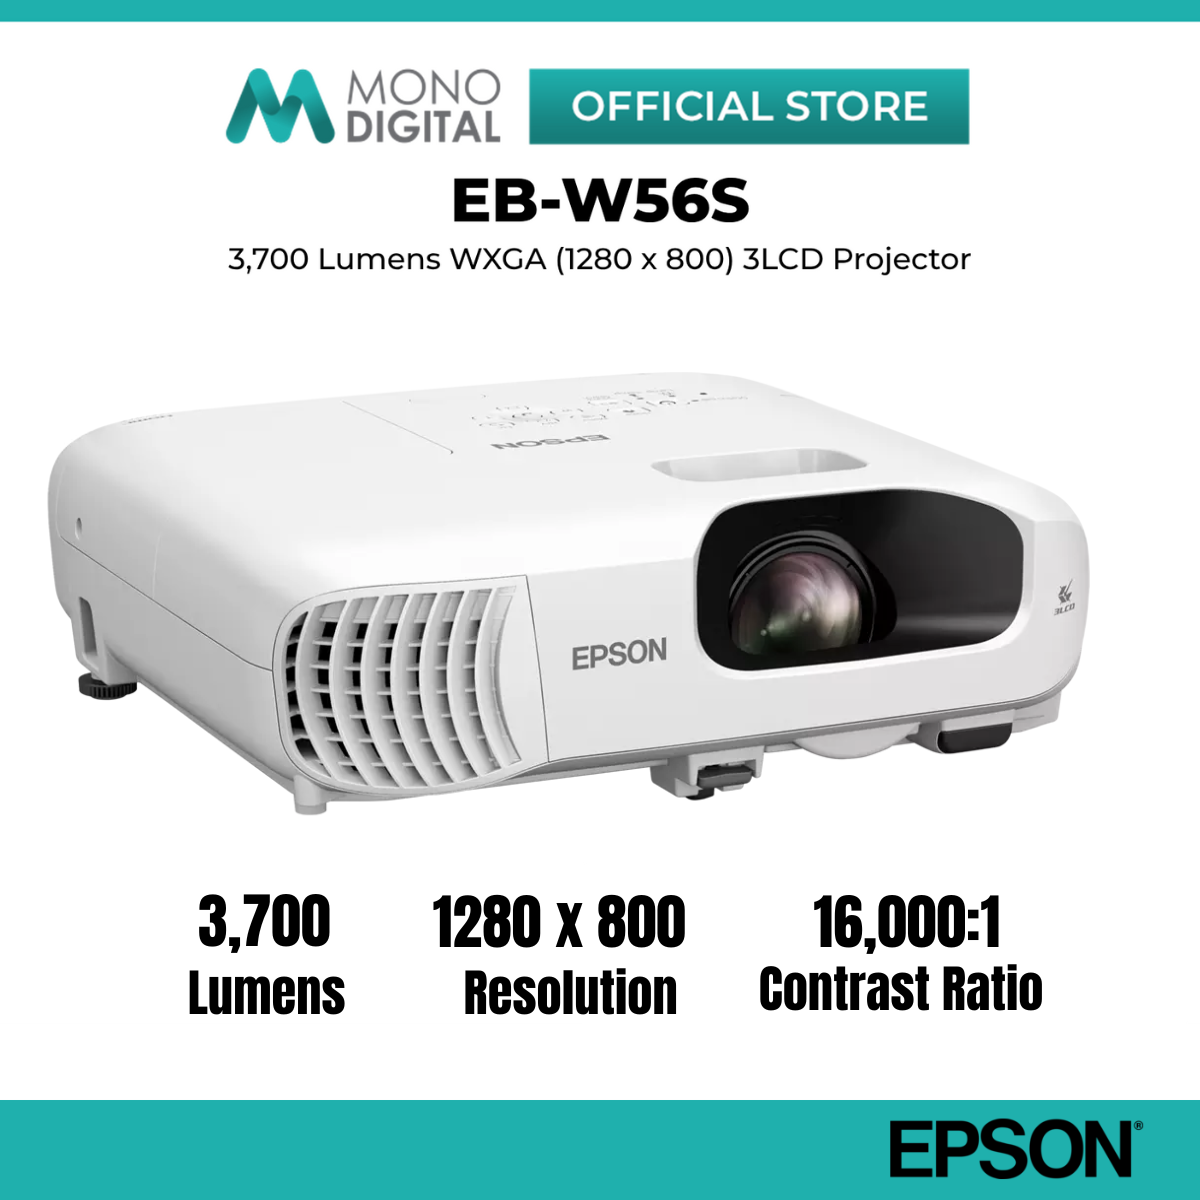 MONO
DIGITAL
OFFICIAL STORE
EB-W56S
3,700 Lumens WXGA (1280 x 800) 3LCD Projector
EPSON
EPSON
3LCD
3,700
Lumens
1280 x 800
Resolution
16,000:1
Contrast Ratio
EPSON®